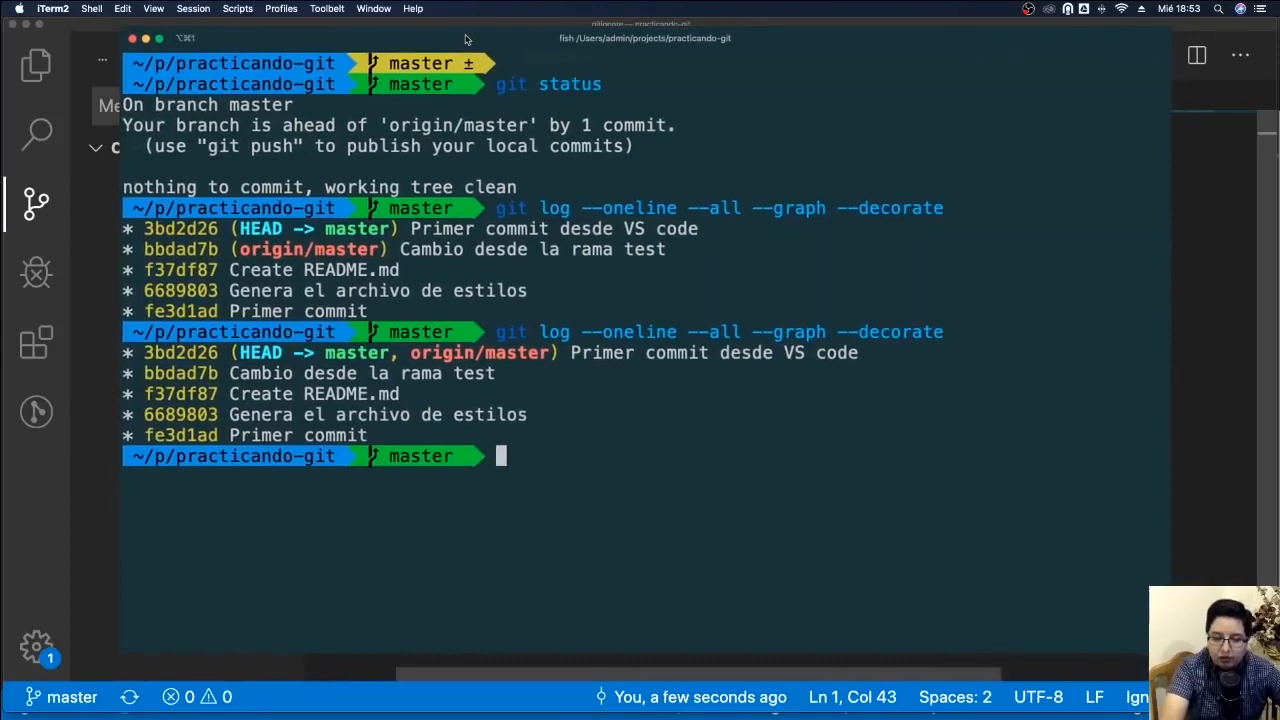 iTerm2 Shell Edit View Session Scripts Profiles Toolbelt Window Help Mié 18:53
gitignore — practicando-git
⌥⌘1 fish /Users/admin/projects/practicando-git
~/p/practicando-git master ±
~/p/practicando-git master git status
On branch master
Your branch is ahead of 'origin/master' by 1 commit.
(use "git push" to publish your local commits)
nothing to commit, working tree clean
~/p/practicando-git master git log --oneline --all --graph --decorate
* 3bd2d26 (HEAD -> master) Primer commit desde VS code
* bbdad7b (origin/master) Cambio desde la rama test
* f37df87 Create README.md
* 6689803 Genera el archivo de estilos
* fe3d1ad Primer commit
~/p/practicando-git master git log --oneline --all --graph --decorate
* 3bd2d26 (HEAD -> master, origin/master) Primer commit desde VS code
* bbdad7b Cambio desde la rama test
* f37df87 Create README.md
* 6689803 Genera el archivo de estilos
* fe3d1ad Primer commit
~/p/practicando-git master
Me
C
1
master 0 0 You, a few seconds ago Ln 1, Col 43 Spaces: 2 UTF-8 LF Ign